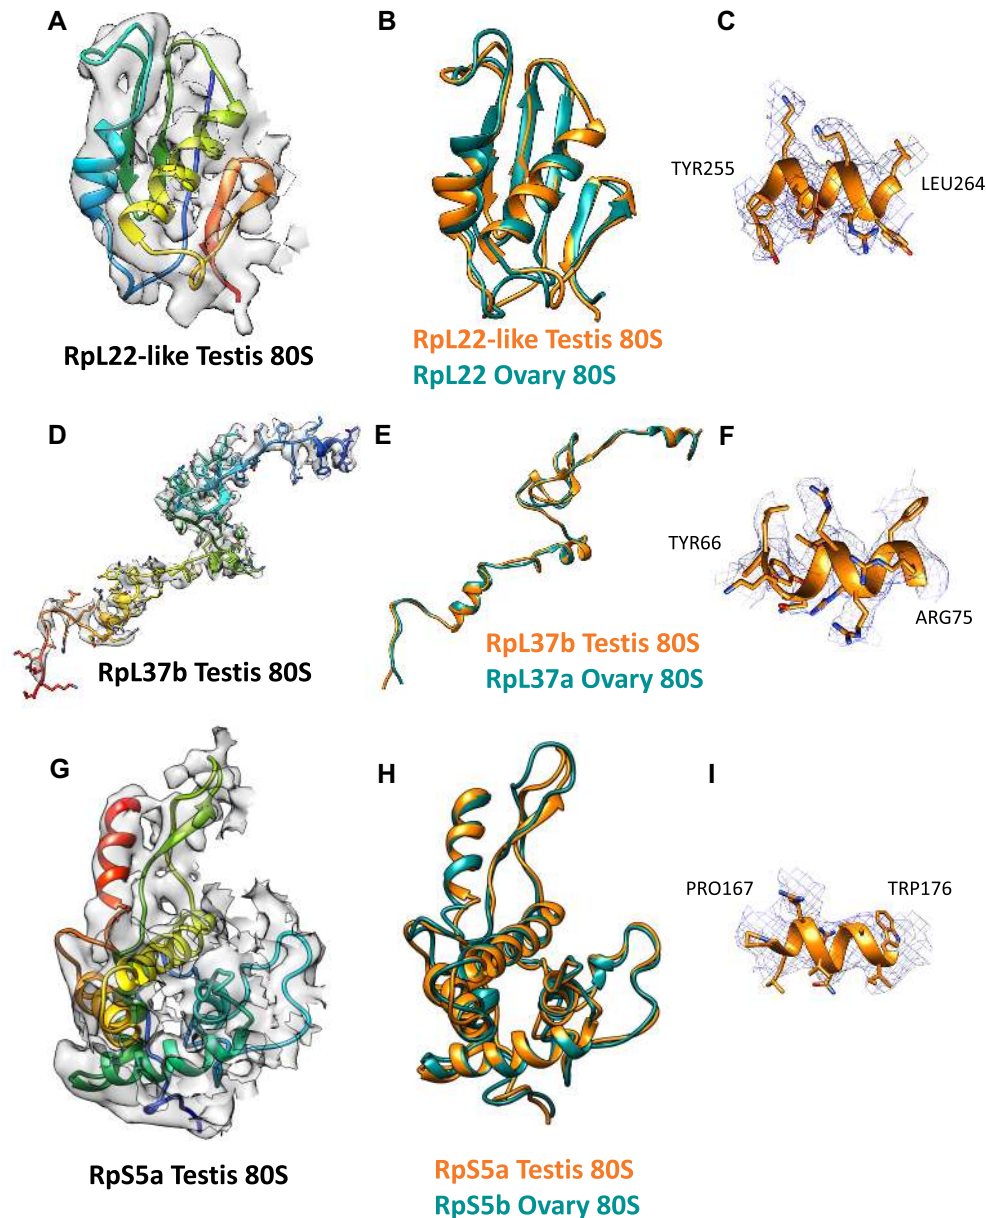 A
B
C
TYR255
LEU264
RpL22-like Testis 80S
RpL22-like Testis 80S
RpL22 Ovary 80S
D
E
F
TYR66
ARG75
RpL37b Testis 80S
RpL37b Testis 80S
RpL37a Ovary 80S
G
H
I
PRO167
TRP176
RpS5a Testis 80S
RpS5a Testis 80S
RpS5b Ovary 80S